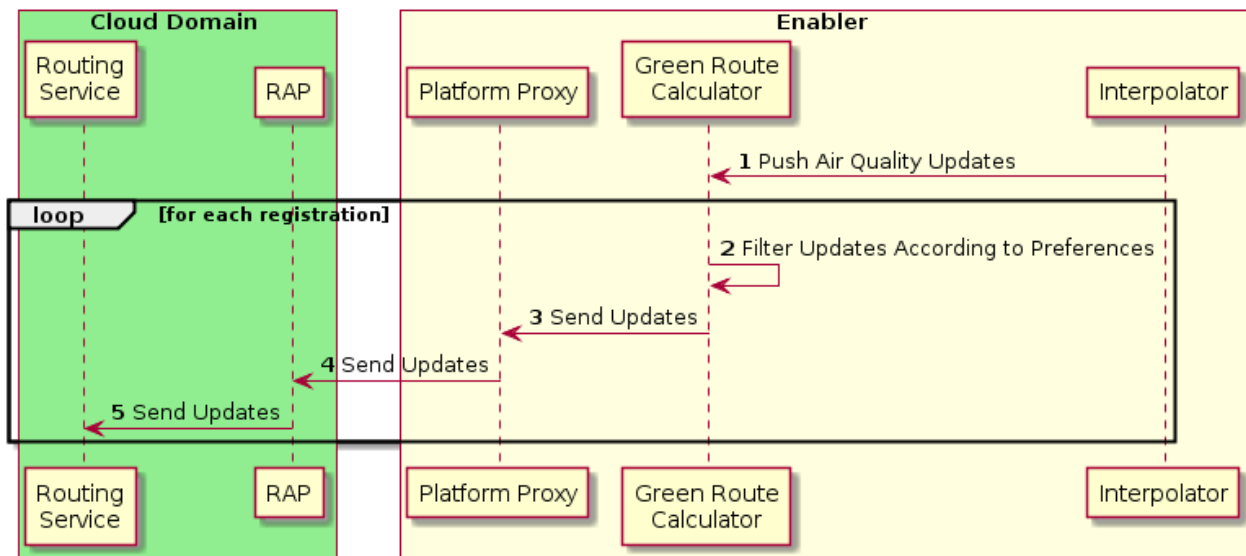 Cloud Domain
Enabler
Routing
Service
RAP
Platform Proxy
Green Route
Calculator
Interpolator
1 Push Air Quality Updates
loop
[for each registration]
2 Filter Updates According to Preferences
3 Send Updates
4 Send Updates
5 Send Updates
Routing
Service
RAP
Platform Proxy
Green Route
Calculator
Interpolator